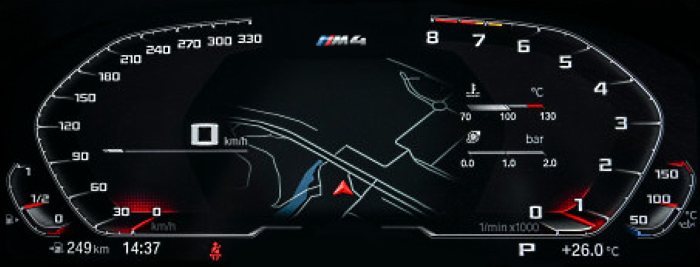 210 240 270 300 330
180
150
120
90
60
30 0
km/h
0 km/h
M4
8 7 6 5 4 3 2 1 0
1/min x1000
°C
70 100 130
bar
0.0 1.0 2.0
1
1/2
0
150
100
50
°C
249 km 14:37
P +26.0 °C